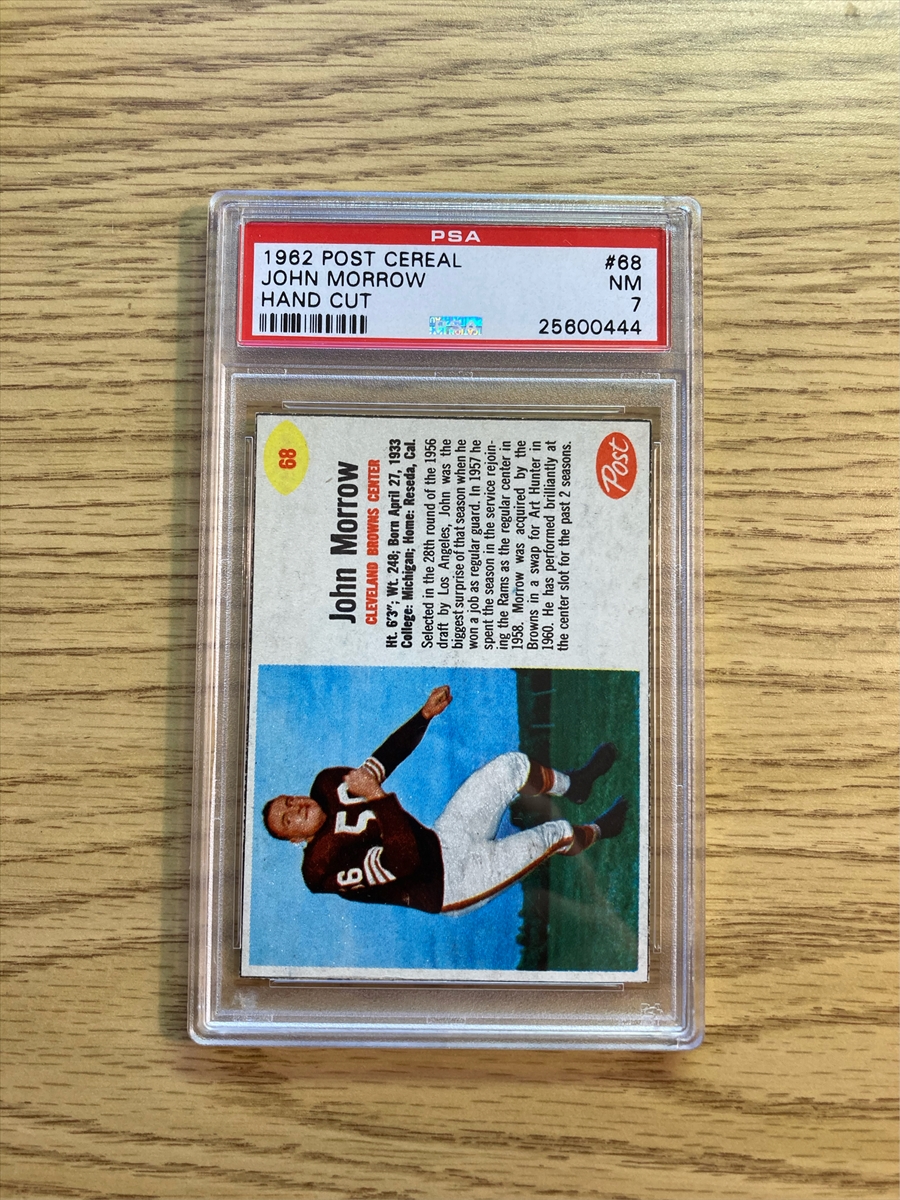 PSA
1962 POST CEREAL #68
JOHN MORROW NM
HAND CUT 7
25600444
68
John Morrow
CLEVELAND BROWNS CENTER
Ht. 6'3"; Wt. 248; Born April 27, 1933
College: Michigan; Home: Reseda, Cal.
Selected in the 28th round of the 1956
draft by Los Angeles, John was the
biggest surprise of that season when he
won a job as regular guard. In 1957 he
spent the season in the service rejoin-
ing the Rams as the regular center in
1958. Morrow was acquired by the
Browns in a swap for Art Hunter in
1960. He has performed brilliantly at
the center slot for the past 2 seasons.
Post
56